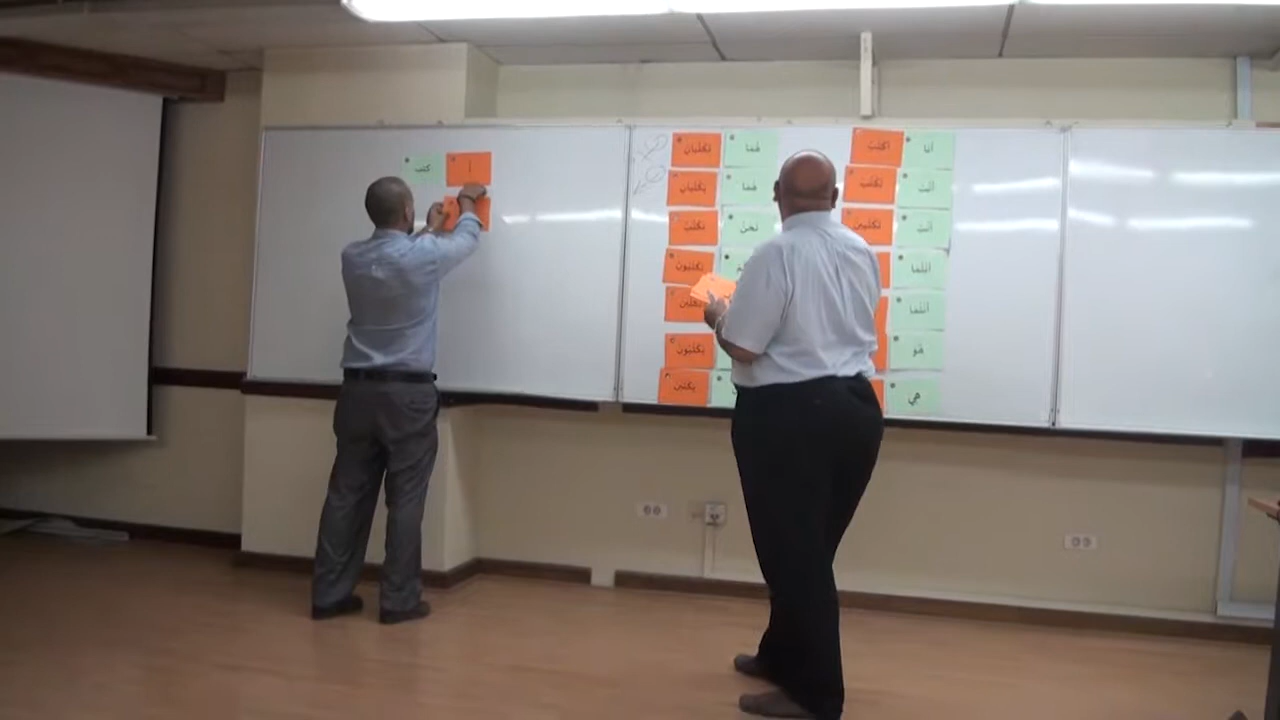 أنا أكتب
أنت تكتب
أنت تكتبين
أنتما
أنتما
هو
هي
هما تكتبان
هما يكتبان
نحن نكتب
تكتبون
تكتبن
يكتبون
يكتبن
أ كتب